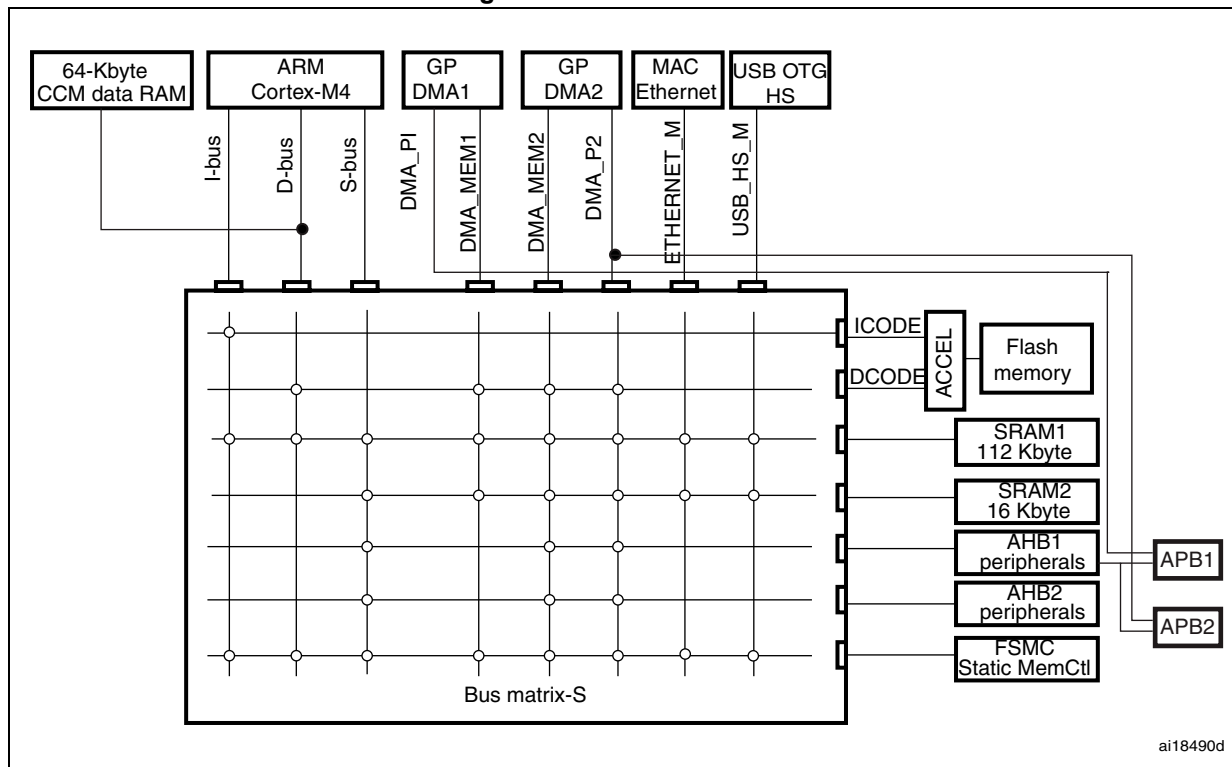 64-Kbyte
CCM data RAM
ARM
Cortex-M4
GP
DMA1
GP
DMA2
MAC
Ethernet
USB OTG
HS
I-bus
D-bus
S-bus
DMA_PI
DMA_MEM1
DMA_MEM2
DMA_P2
ETHERNET_M
USB_HS_M
ICODE
DCODE
ACCEL
Flash
memory
SRAM1
112 Kbyte
SRAM2
16 Kbyte
AHB1
peripherals
AHB2
peripherals
FSMC
Static MemCtl
APB1
APB2
Bus matrix-S
ai18490d